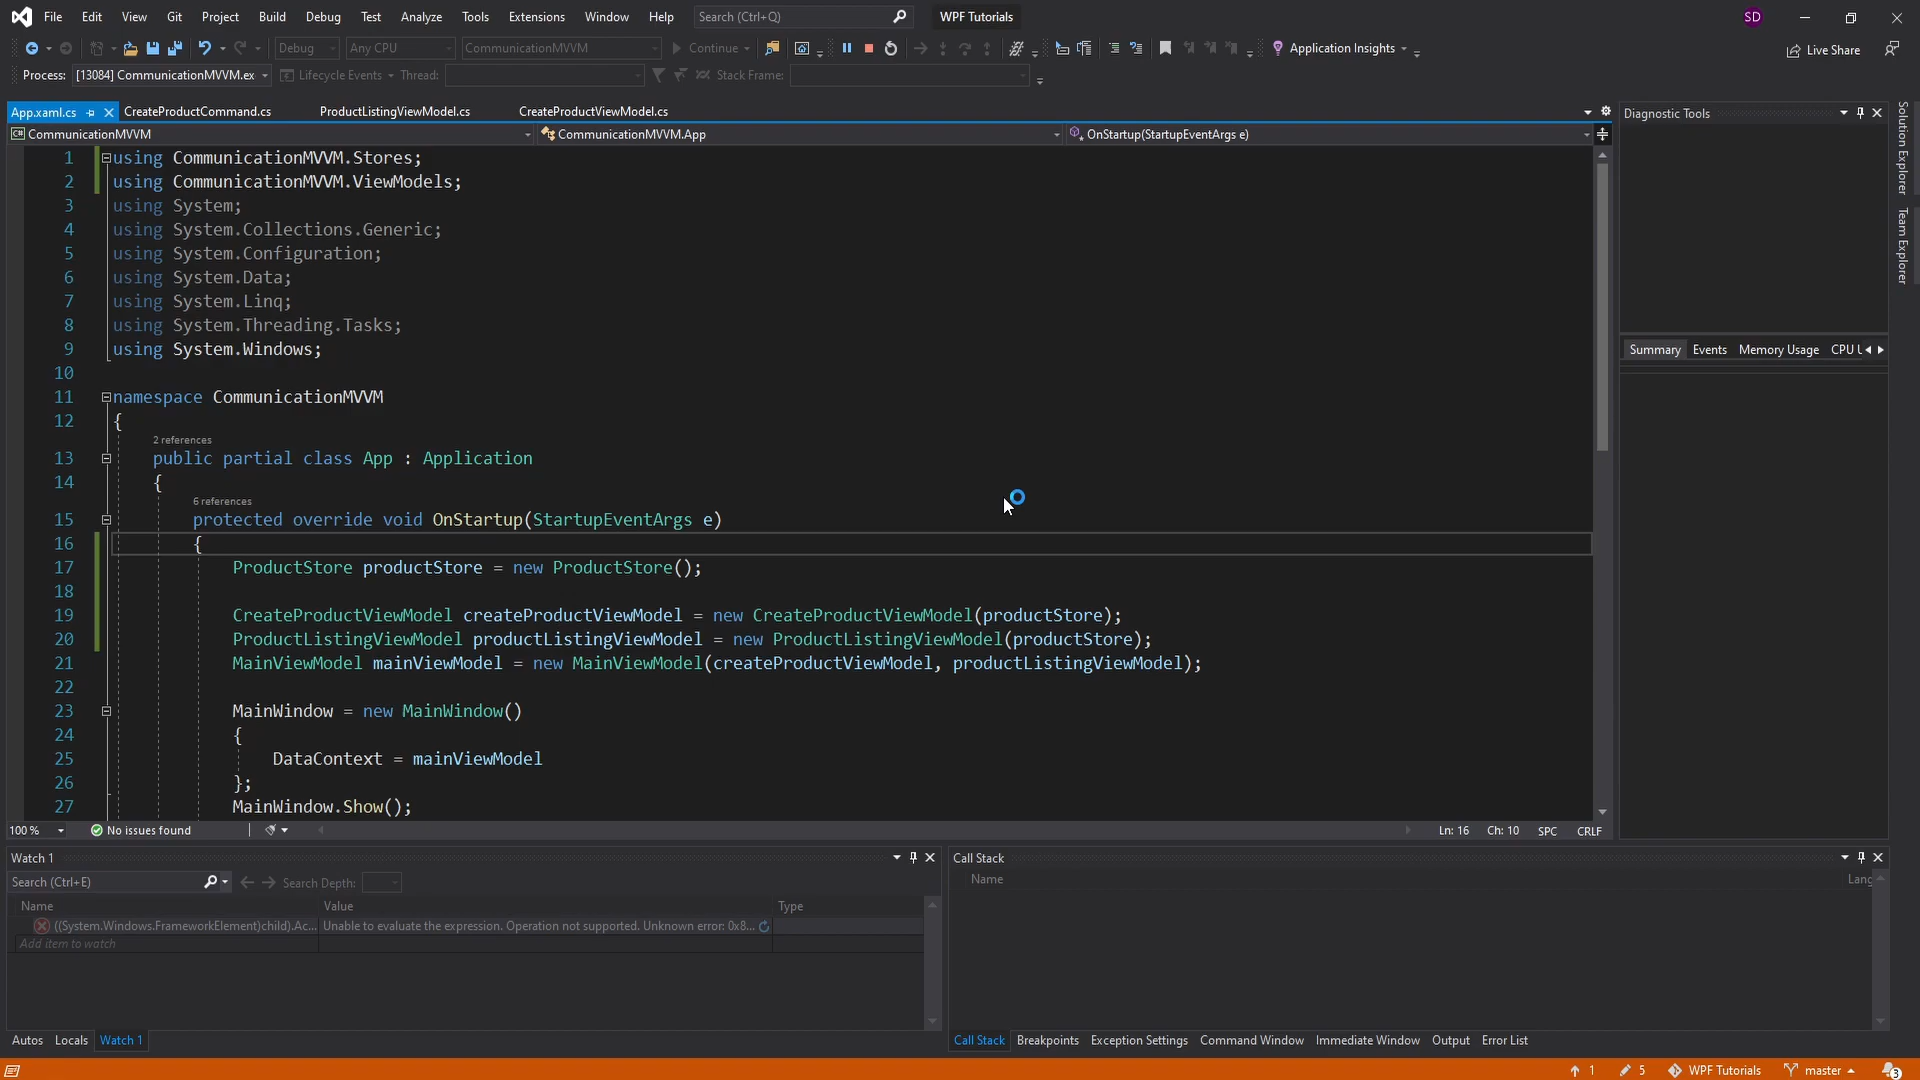 File Edit View Git Project Build Debug Test Analyze Tools Extensions Window Help Search (Ctrl+Q) WPF Tutorials SD
Debug Any CPU CommunicationMVVM Continue Application Insights Live Share
Process: [13084] CommunicationMVVM.ex Lifecycle Events Thread: Stack Frame:
App.xaml.cs CreateProductCommand.cs ProductListingViewModel.cs CreateProductViewModel.cs
CommunicationMVVM CommunicationMVVM.App OnStartup(StartupEventArgs e)
1 using CommunicationMVVM.Stores;
2 using CommunicationMVVM.ViewModels;
3 using System;
4 using System.Collections.Generic;
5 using System.Configuration;
6 using System.Data;
7 using System.Linq;
8 using System.Threading.Tasks;
9 using System.Windows;
10
11 namespace CommunicationMVVM
12 {
2 references
13 public partial class App : Application
14 {
6 references
15 protected override void OnStartup(StartupEventArgs e)
16 {
17 ProductStore productStore = new ProductStore();
18
19 CreateProductViewModel createProductViewModel = new CreateProductViewModel(productStore);
20 ProductListingViewModel productListingViewModel = new ProductListingViewModel(productStore);
21 MainViewModel mainViewModel = new MainViewModel(createProductViewModel, productListingViewModel);
22
23 MainWindow = new MainWindow()
24 {
25 DataContext = mainViewModel
26 };
27 MainWindow.Show();
100 % No issues found Ln: 16 Ch: 10 SPC CRLF
Diagnostic Tools
Summary Events Memory Usage CPU U
Solution Explorer
Team Explorer
Watch 1
Search (Ctrl+E) Search Depth:
Name Value Type
((System.Windows.FrameworkElement)child).Ac... Unable to evaluate the expression. Operation not supported. Unknown error: 0x8...
Add item to watch
Autos Locals Watch 1
Call Stack
Name Lang
Call Stack Breakpoints Exception Settings Command Window Immediate Window Output Error List
1 5 WPF Tutorials master 3